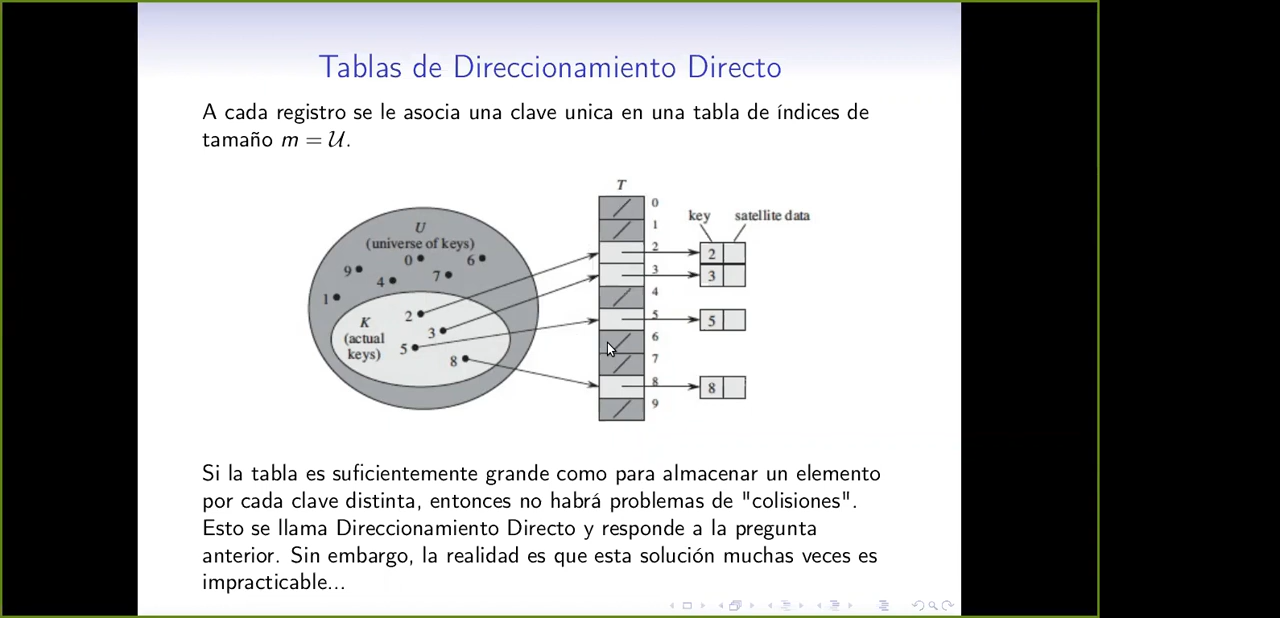 Tablas de Direccionamiento Directo
A cada registro se le asocia una clave unica en una tabla de índices de
tamaño m = U.
T
U
(universe of keys)
0
6
9
7
4
1
K
(actual
keys)
2
3
5
8
0
1
2
3
4
5
6
7
8
9
key
satellite data
2
3
5
8
Si la tabla es suficientemente grande como para almacenar un elemento
por cada clave distinta, entonces no habrá problemas de "colisiones".
Esto se llama Direccionamiento Directo y responde a la pregunta
anterior. Sin embargo, la realidad es que esta solución muchas veces es
impracticable...